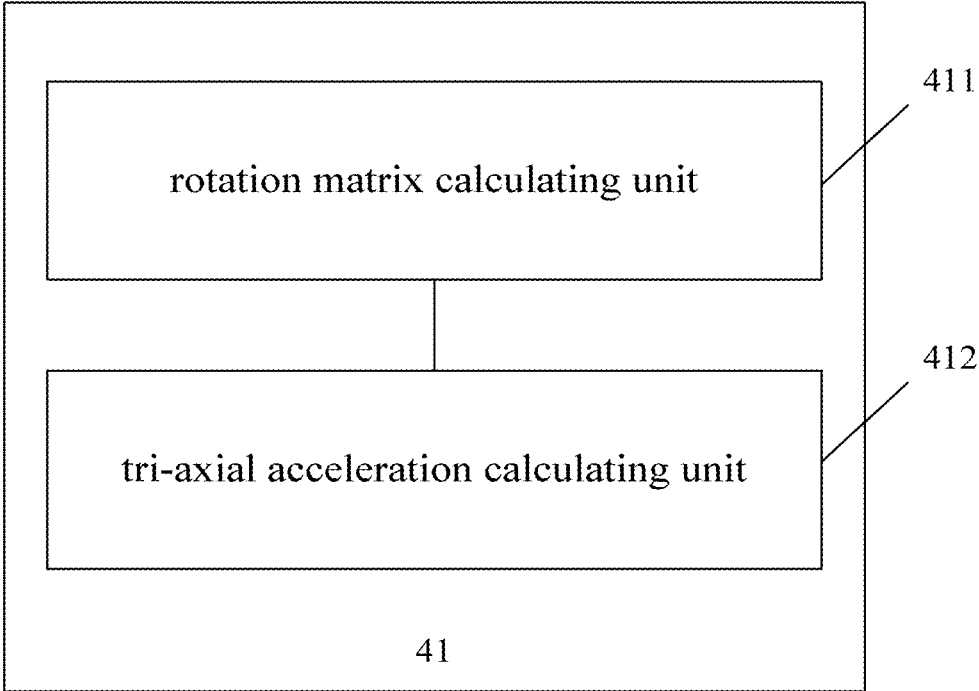 411
rotation matrix calculating unit
412
tri-axial acceleration calculating unit
41